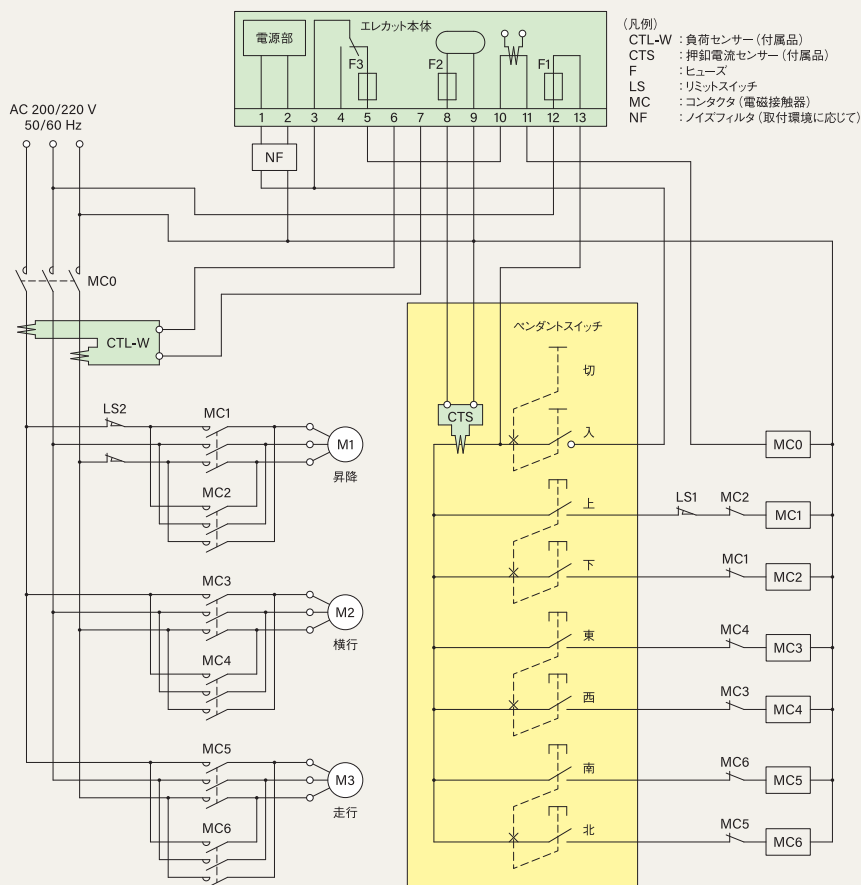 エレカット本体
電源部
F3
F2
F1
1 2 3 4 5 6 7 8 9 10 11 12 13
(凡例)
CTL-W : 負荷センサー (付属品)
CTS : 押釦電流センサー (付属品)
F : ヒューズ
LS : リミットスイッチ
MC : コンタクタ (電磁接触器)
NF : ノイズフィルタ (取付環境に応じて)
AC 200/220 V
50/60 Hz
NF
MC0
CTL-W
ペンダントスイッチ
切
CTS
入
MC0
LS2
MC1
M1
昇降
MC2
上
LS1
MC2
MC1
下
MC1
MC2
MC3
M2
横行
MC4
東
MC4
MC3
西
MC3
MC4
MC5
M3
走行
MC6
南
MC6
MC5
北
MC5
MC6